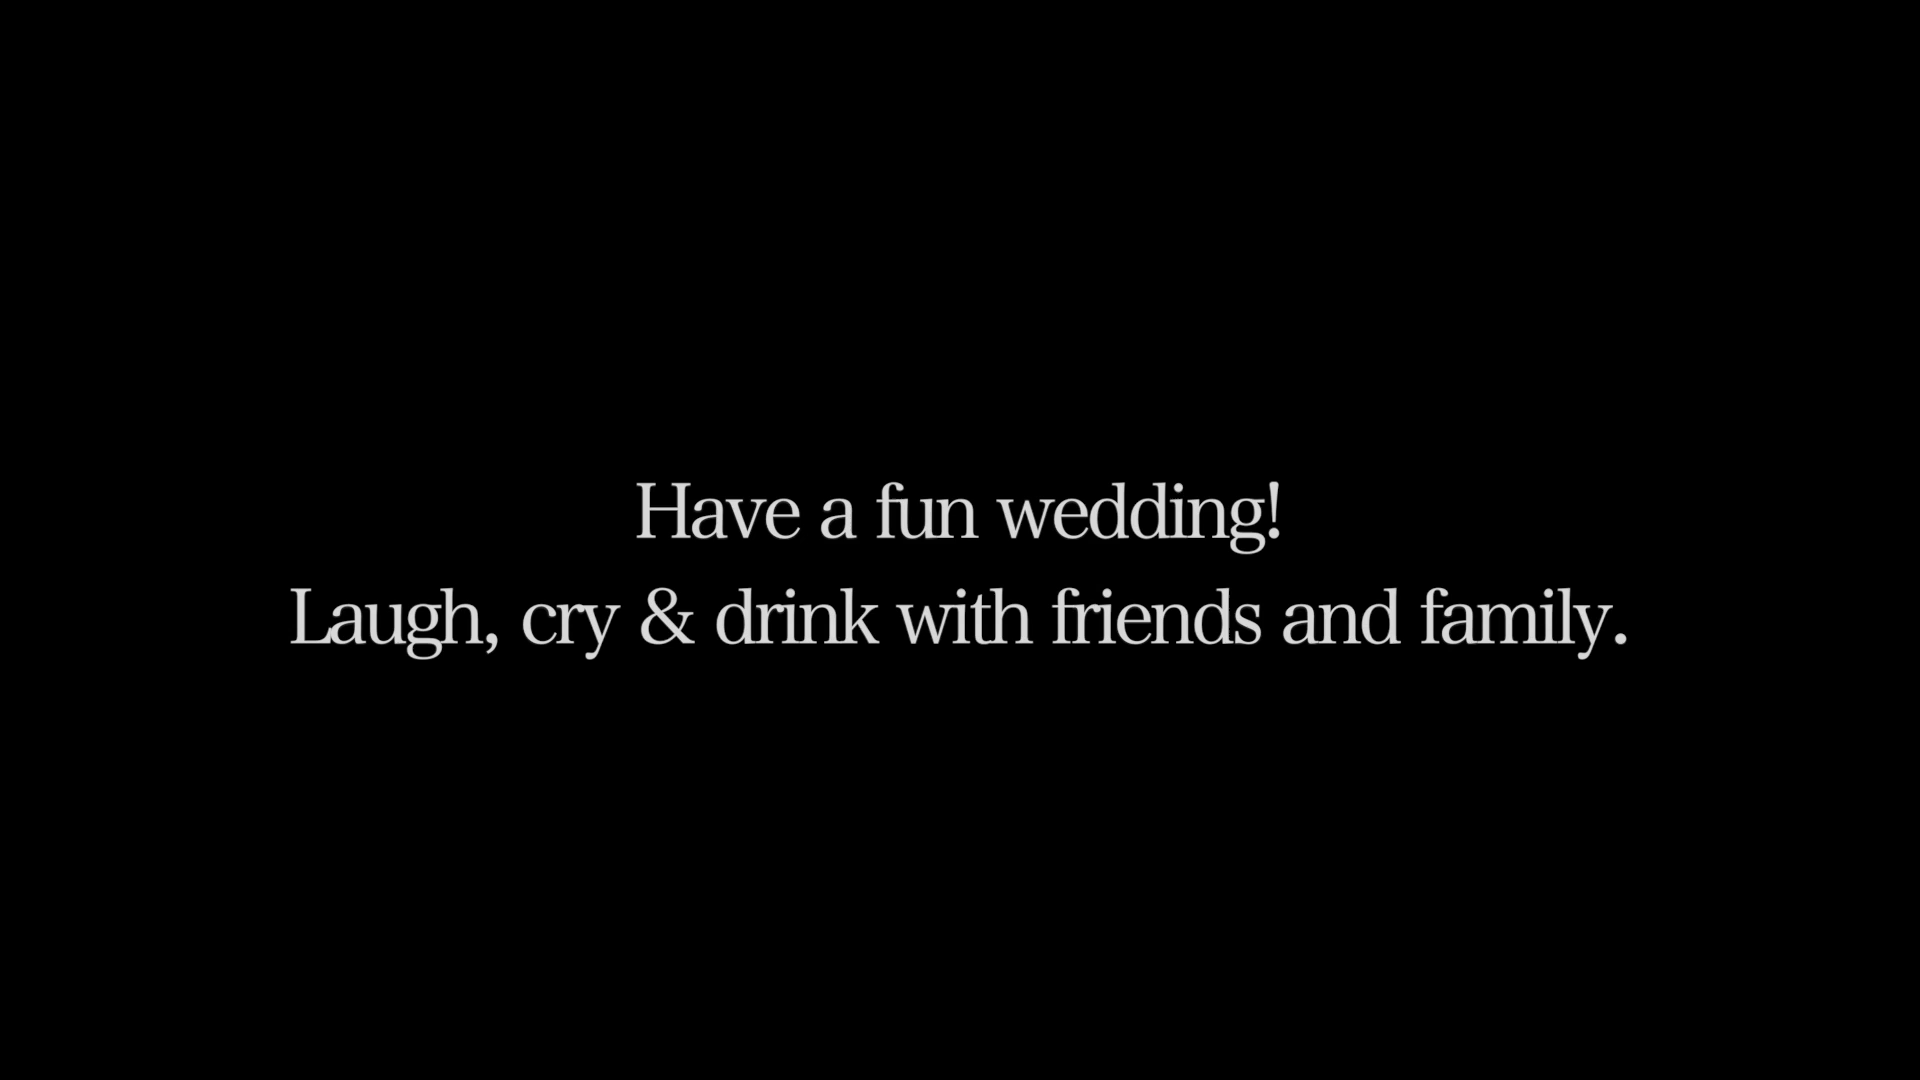 Have a fun wedding!
Laugh, cry & drink with friends and family.